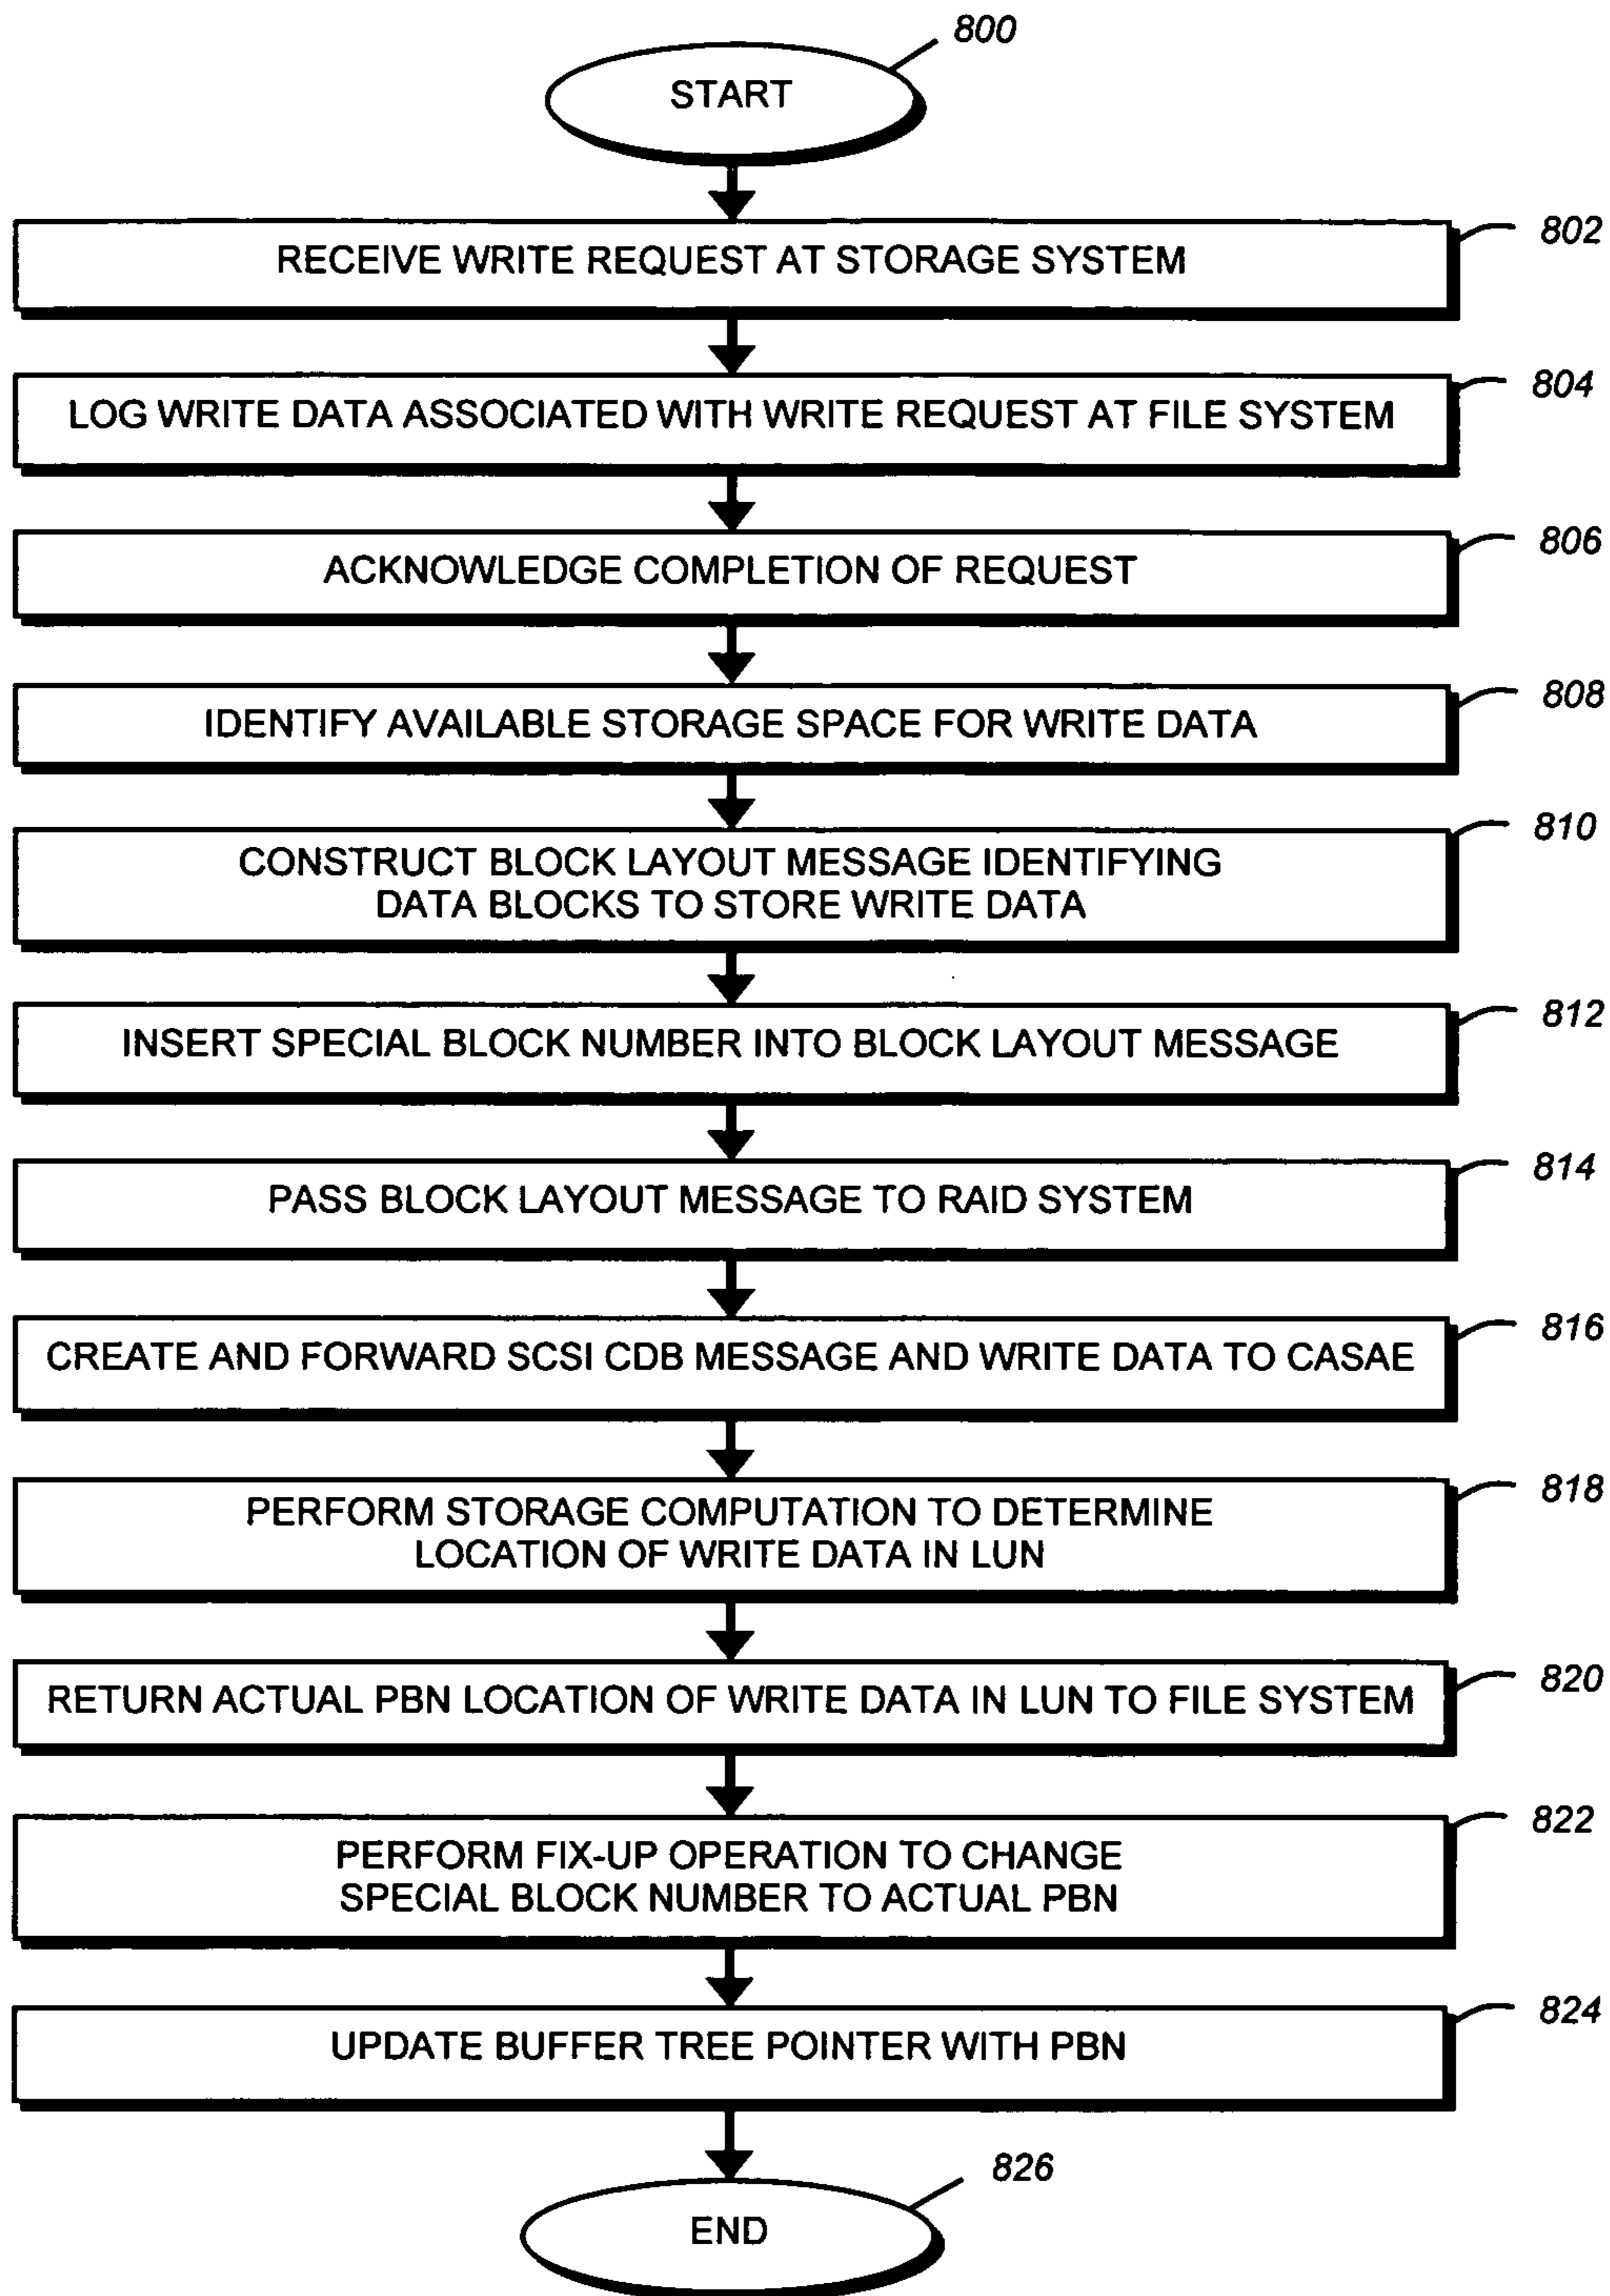 800
START
802
RECEIVE WRITE REQUEST AT STORAGE SYSTEM
804
LOG WRITE DATA ASSOCIATED WITH WRITE REQUEST AT FILE SYSTEM
806
ACKNOWLEDGE COMPLETION OF REQUEST
808
IDENTIFY AVAILABLE STORAGE SPACE FOR WRITE DATA
810
CONSTRUCT BLOCK LAYOUT MESSAGE IDENTIFYING
DATA BLOCKS TO STORE WRITE DATA
812
INSERT SPECIAL BLOCK NUMBER INTO BLOCK LAYOUT MESSAGE
814
PASS BLOCK LAYOUT MESSAGE TO RAID SYSTEM
816
CREATE AND FORWARD SCSI CDB MESSAGE AND WRITE DATA TO CASAE
818
PERFORM STORAGE COMPUTATION TO DETERMINE
LOCATION OF WRITE DATA IN LUN
820
RETURN ACTUAL PBN LOCATION OF WRITE DATA IN LUN TO FILE SYSTEM
822
PERFORM FIX-UP OPERATION TO CHANGE
SPECIAL BLOCK NUMBER TO ACTUAL PBN
824
UPDATE BUFFER TREE POINTER WITH PBN
826
END